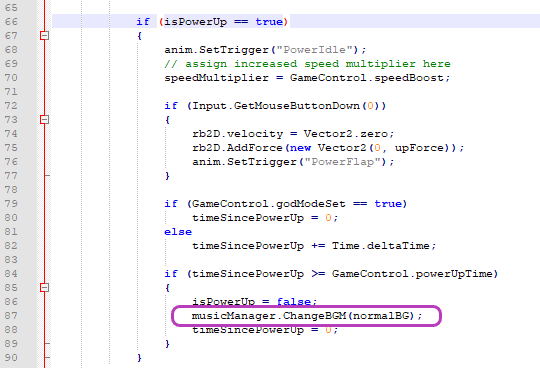 65
66 if (isPowerUp == true)
67 {
68 anim.SetTrigger("PowerIdle");
69 // assign increased speed multiplier here
70 speedMultiplier = GameControl.speedBoost;
71
72 if (Input.GetMouseButtonDown(0))
73 {
74 rb2D.velocity = Vector2.zero;
75 rb2D.AddForce(new Vector2(0, upForce));
76 anim.SetTrigger("PowerFlap");
77 }
78
79 if (GameControl.godModeSet == true)
80 timeSincePowerUp = 0;
81 else
82 timeSincePowerUp += Time.deltaTime;
83
84 if (timeSincePowerUp >= GameControl.powerUpTime)
85 {
86 isPowerUp = false;
87 musicManager.ChangeBGM(normalBG);
88 timeSincePowerUp = 0;
89 }
90 }